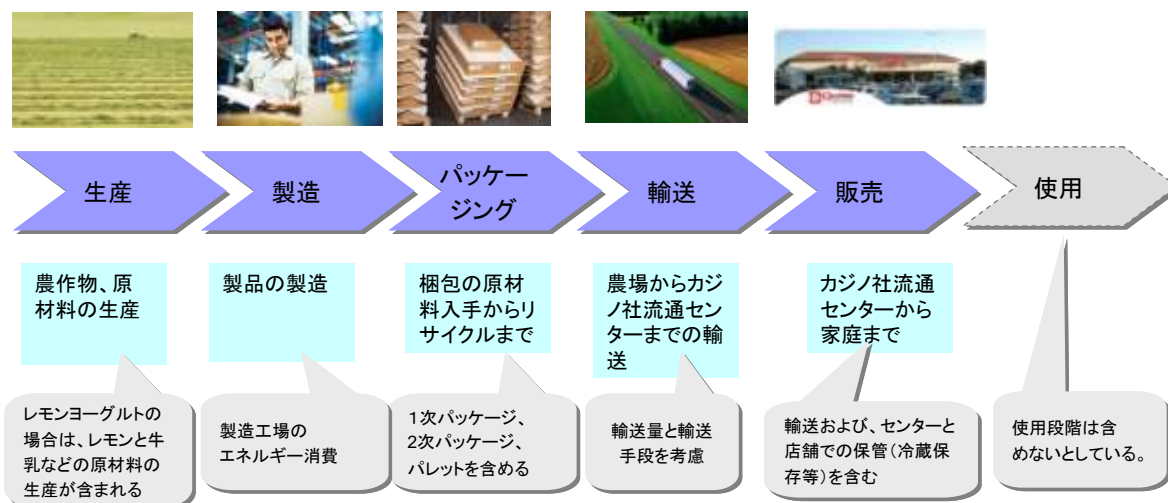 生産
製造
パッケー
ジング
輸送
販売
使用
農作物、原
材料の生産
製品の製造
梱包の原材
料入手からリ
サイクルまで
農場からカジ
ノ社流通セン
ターまでの輸
送
カジノ社流通
センターから
家庭まで
レモンヨーグルトの
場合は、レモンと牛
乳などの原材料の
生産が含まれる
製造工場の
エネルギー消費
1次パッケージ、
2次パッケージ、
パレットを含める
輸送量と輸送
手段を考慮
輸送および、センターと
店舗での保管(冷蔵保
存等)を含む
使用段階は含
めないとしている。